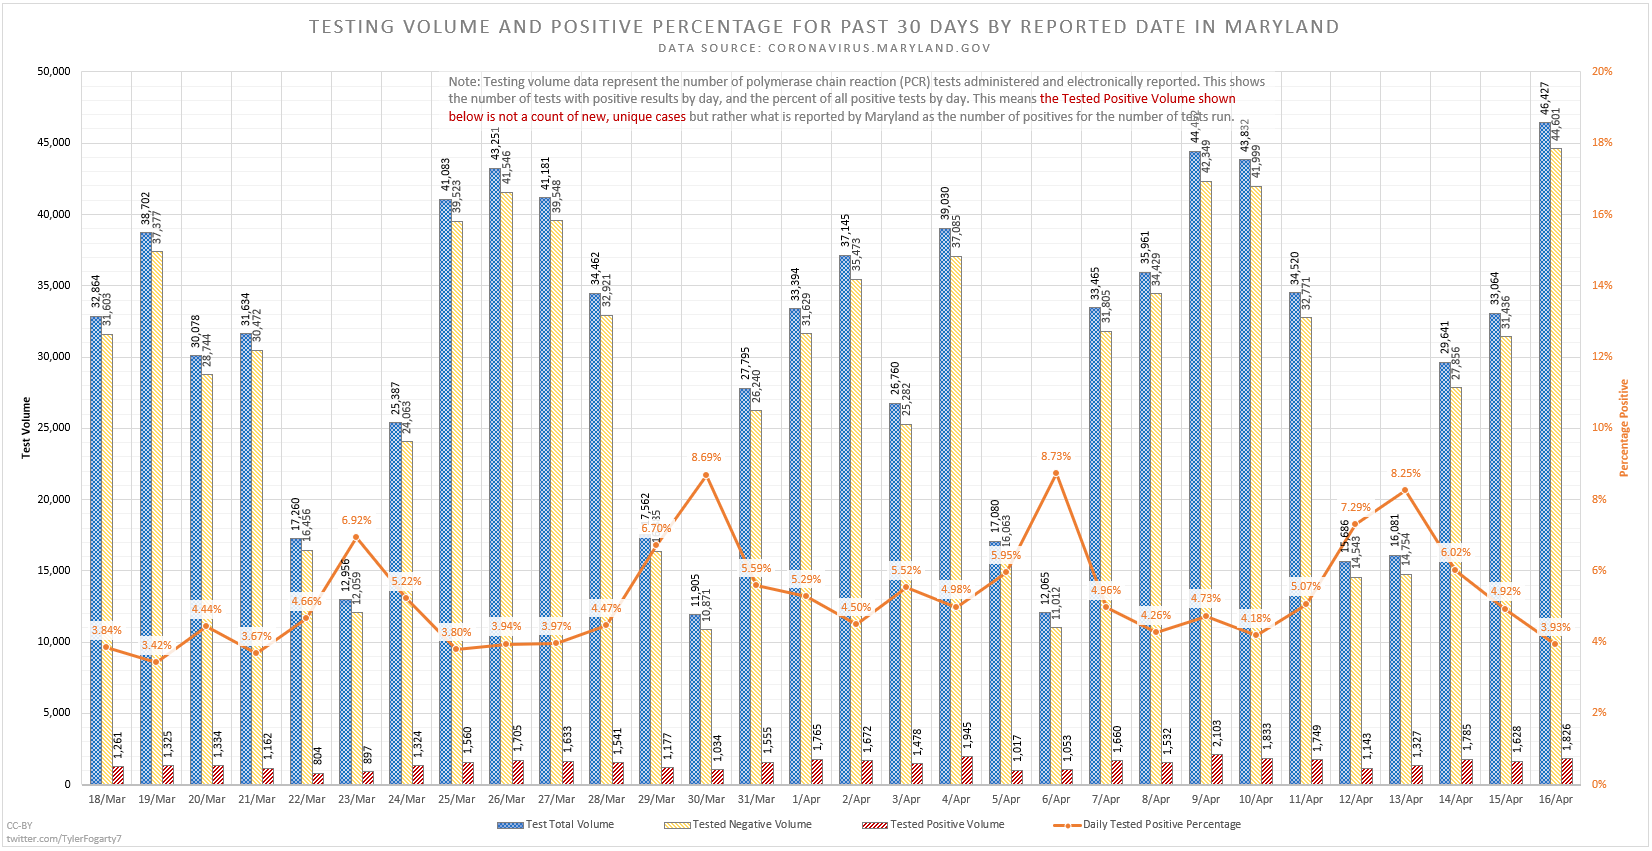 TESTING VOLUME AND POSITIVE PERCENTAGE FOR PAST 30 DAYS BY REPORTED DATE IN MARYLAND
DATA SOURCE: CORONAVIRUS.MARYLAND.GOV
Note: Testing volume data represent the number of polymerase chain reaction (PCR) tests administered and electronically reported. This shows
the number of tests with positive results by day, and the percent of all positive tests by day. This means the Tested Positive Volume shown
below is not a count of new, unique cases but rather what is reported by Maryland as the number of positives for the number of tests run.
Test Volume
50,000
45,000
40,000
35,000
30,000
25,000
20,000
15,000
10,000
5,000
0
Percentage Positive
20%
18%
16%
14%
12%
10%
8%
6%
4%
2%
0%
32,864 31,603 3.84% 1,261
38,702 37,377 3.42% 1,325
30,078 28,744 4.44% 1,334
31,634 30,472 3.67% 1,162
17,260 16,456 4.66% 804
12,956 12,059 6.92% 897
25,387 24,063 5.22% 1,324
41,083 39,523 3.80% 1,560
43,251 41,546 3.94% 1,705
41,181 39,548 3.97% 1,633
34,462 32,921 4.47% 1,541
6.70% 1,177
11,905 10,871 8.69% 1,034
27,795 26,240 5.59% 1,555
33,394 31,629 5.29% 1,765
37,145 35,473 4.50% 1,672
26,760 25,282 5.52% 1,478
39,030 37,085 4.98% 1,945
17,080 16,063 5.95% 1,017
12,065 11,012 8.73% 1,053
33,465 31,805 4.96% 1,660
35,961 34,429 4.26% 1,532
42,349 4.73% 2,103
43,832 41,999 4.18% 1,833
34,520 32,771 5.07% 1,749
15,686 14,543 7.29% 1,143
16,081 14,754 8.25% 1,327
29,641 27,856 6.02% 1,785
33,064 31,436 4.92% 1,628
46,427 44,601 3.93% 1,826
18/Mar 19/Mar 20/Mar 21/Mar 22/Mar 23/Mar 24/Mar 25/Mar 26/Mar 27/Mar 28/Mar 29/Mar 30/Mar 31/Mar 1/Apr 2/Apr 3/Apr 4/Apr 5/Apr 6/Apr 7/Apr 8/Apr 9/Apr 10/Apr 11/Apr 12/Apr 13/Apr 14/Apr 15/Apr 16/Apr
Test Total Volume Tested Negative Volume Tested Positive Volume Daily Tested Positive Percentage
CC-BY
twitter.com/TylerFogarty7